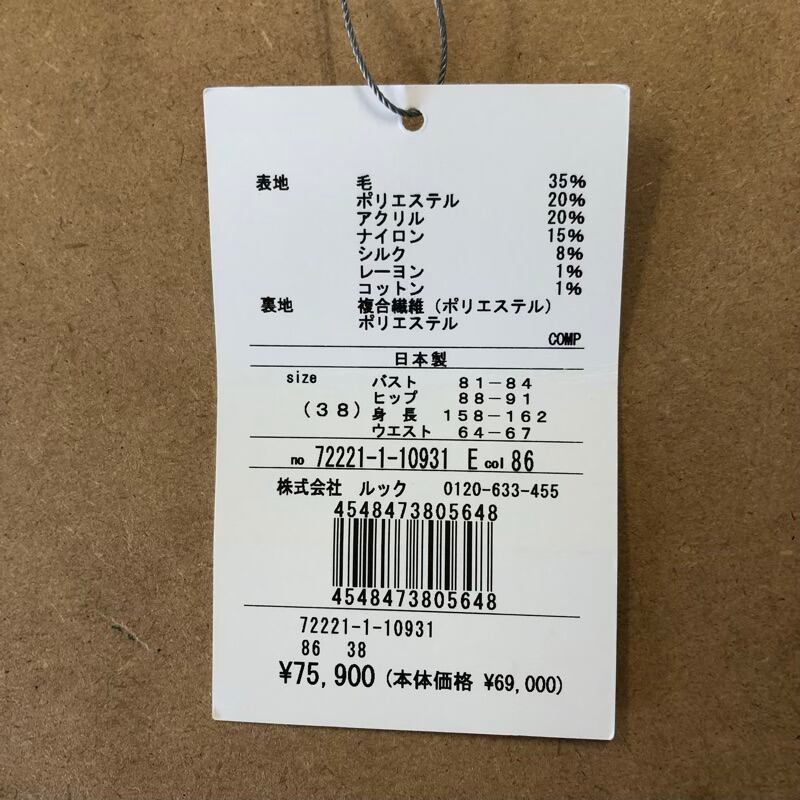 表地 毛 35%
ポリエステル 20%
アクリル 20%
ナイロン 15%
シルク 8%
レーヨン 1%
コットン 1%
裏地 複合繊維（ポリエステル）
ポリエステル
COMP
日本製
size バスト 81－84
ヒップ 88－91
（38） 身長 158－162
ウエスト 64－67
no 72221-1-10931 E col 86
株式会社 ルック 0120-633-455
4548473805648
4548473805648
72221-1-10931
86 38
¥75,900 (本体価格 ¥69,000)